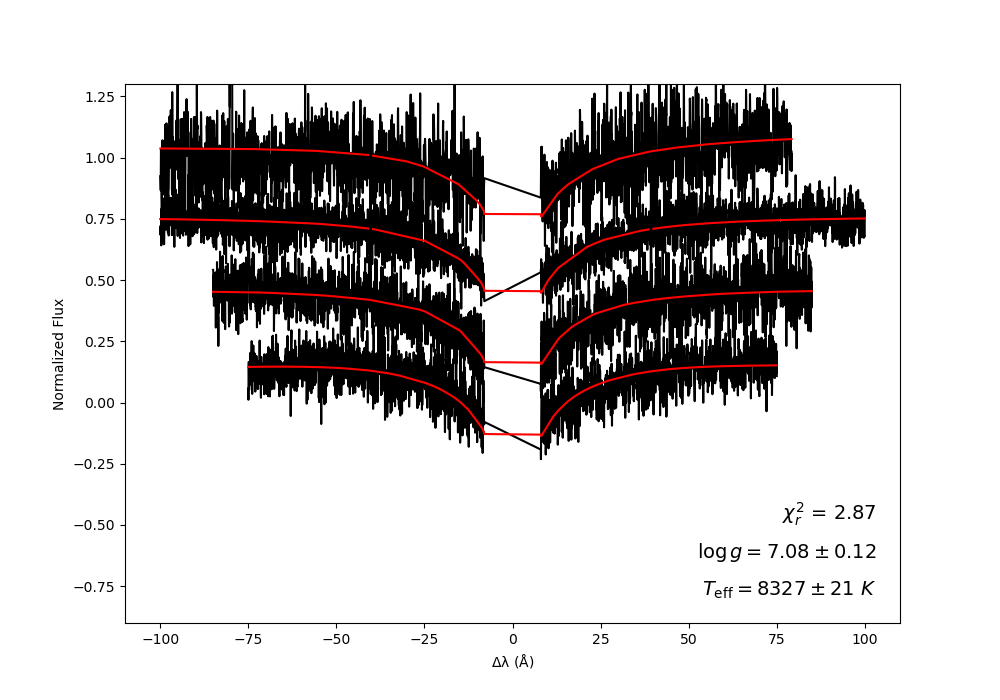 1.25
1.00
0.75
0.50
0.25
0.00
−0.25
−0.50
−0.75
Normalized Flux
χ²ᵣ = 2.87
log g = 7.08 ± 0.12
T_eff = 8327 ± 21 K
−100 −75 −50 −25 0 25 50 75 100
Δλ (Å)